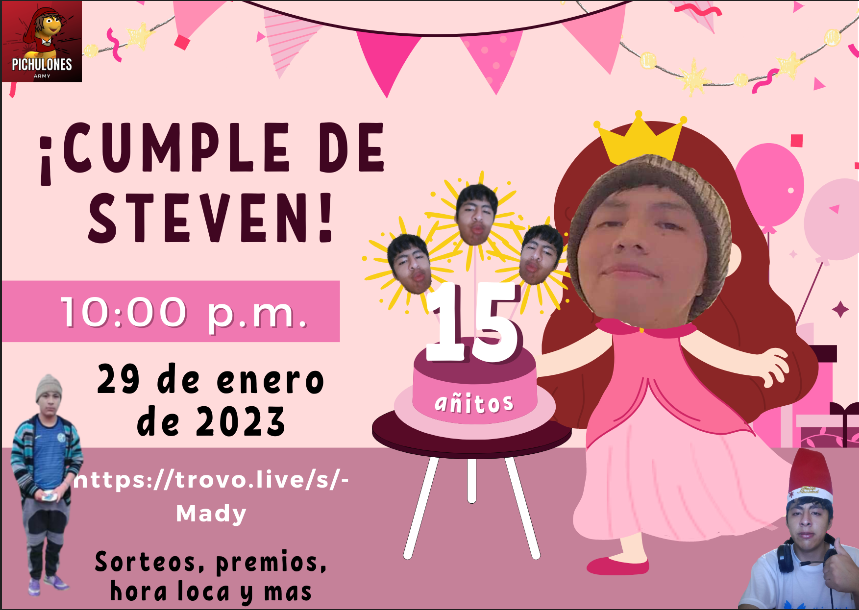 PICHULONES
ARMY
¡CUMPLE DE
STEVEN!
10:00 p.m.
29 de enero
de 2023
https://trovo.live/s/-
Mady
Sorteos, premios,
hora loca y mas
15
añitos